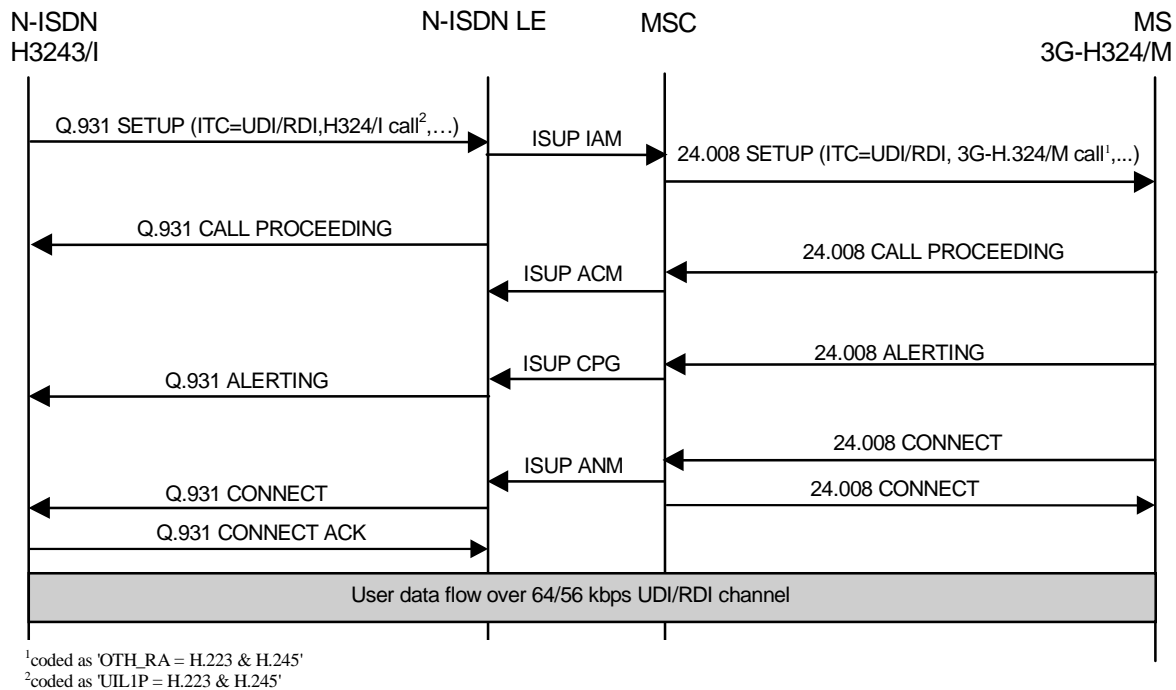 N-ISDN
H3243/I
N-ISDN LE
MSC
MS
3G-H324/M
Q.931 SETUP (ITC=UDI/RDI,H324/I call²,…)
ISUP IAM
24.008 SETUP (ITC=UDI/RDI, 3G-H.324/M call¹,...)
Q.931 CALL PROCEEDING
24.008 CALL PROCEEDING
ISUP ACM
24.008 ALERTING
ISUP CPG
Q.931 ALERTING
24.008 CONNECT
ISUP ANM
Q.931 CONNECT
24.008 CONNECT
Q.931 CONNECT ACK
User data flow over 64/56 kbps UDI/RDI channel
¹coded as 'OTH_RA = H.223 & H.245'
²coded as 'UIL1P = H.223 & H.245'